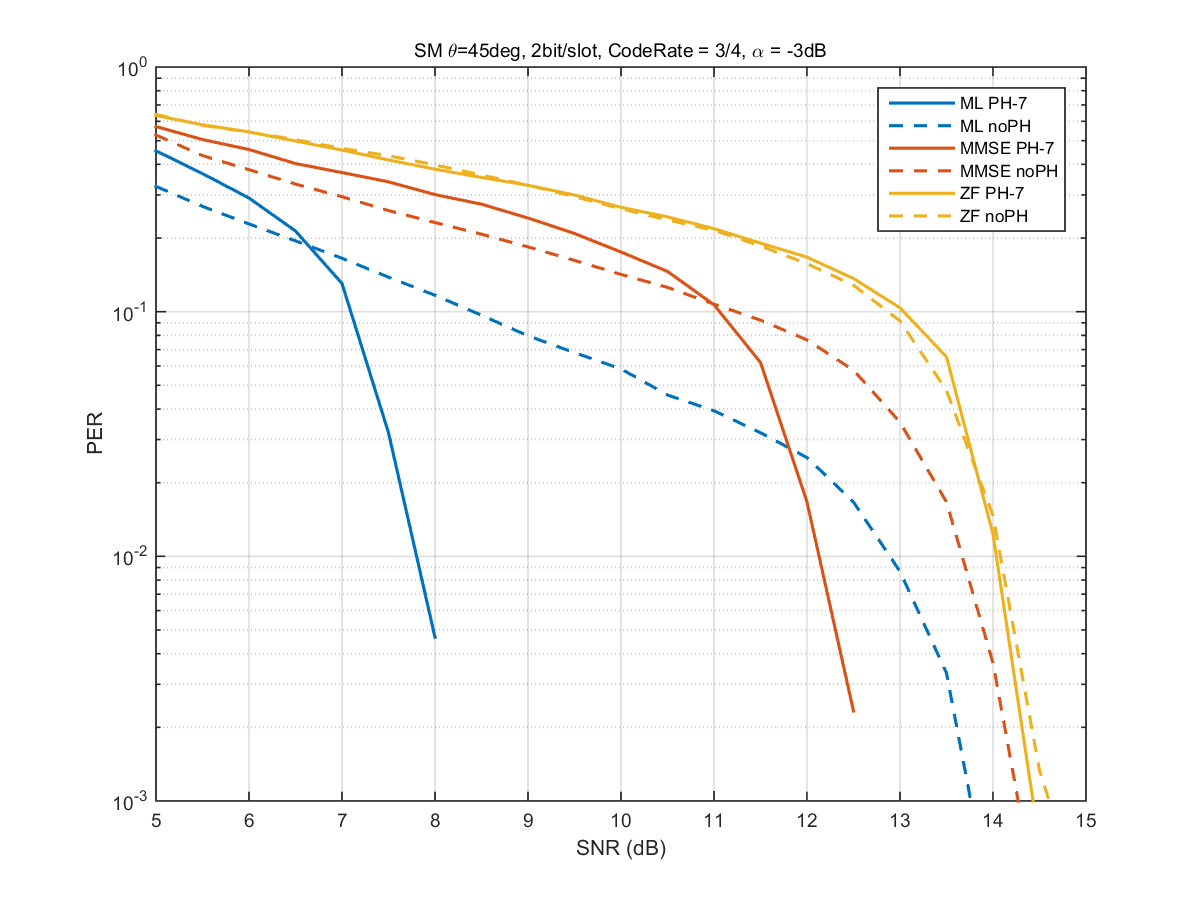 SM θ=45deg, 2bit/slot, CodeRate = 3/4, α = -3dB
10^0
10^-1
10^-2
10^-3
PER
5 6 7 8 9 10 11 12 13 14 15
SNR (dB)
ML PH-7
ML noPH
MMSE PH-7
MMSE noPH
ZF PH-7
ZF noPH